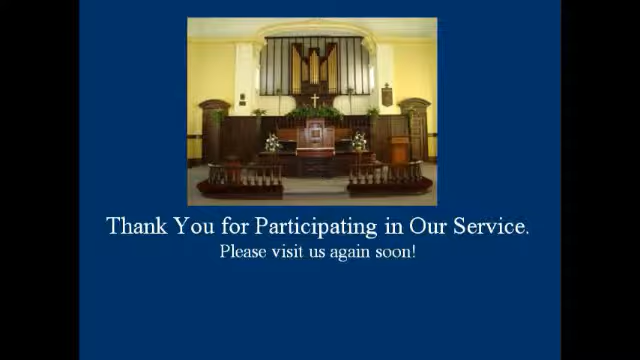 Thank You for Participating in Our Service.
Please visit us again soon!